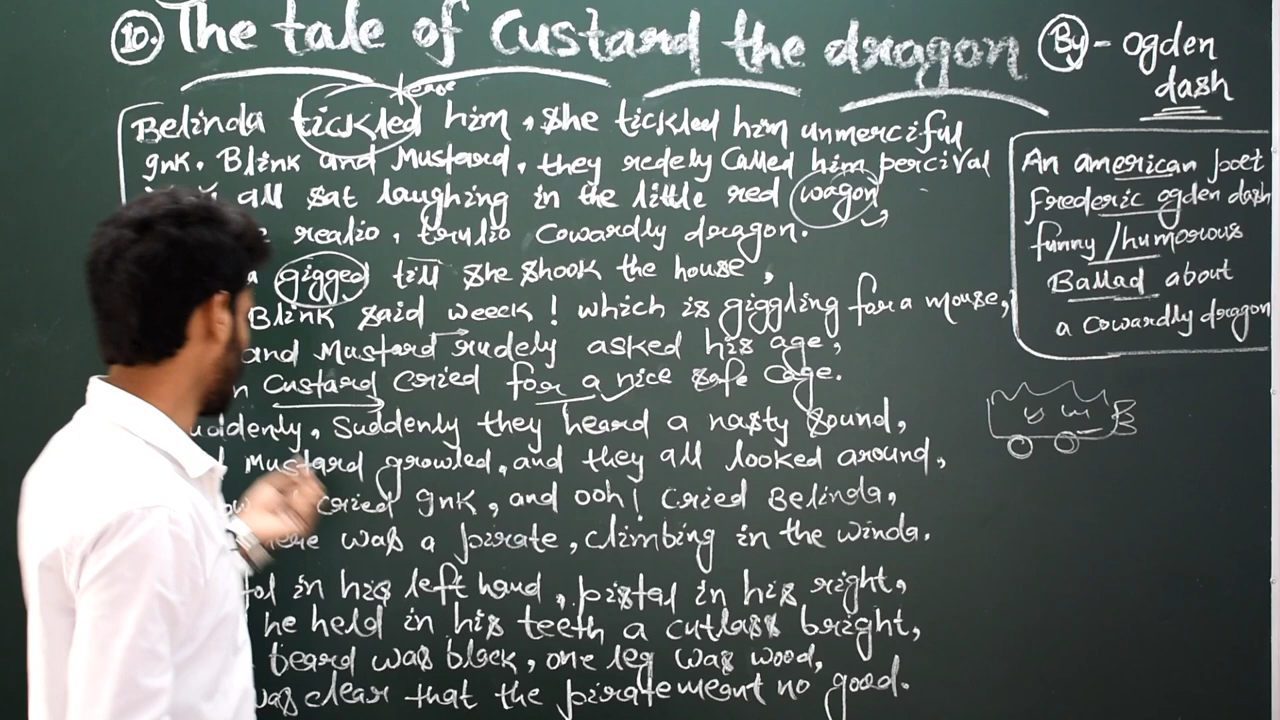 10. The tale of Custard the dragon
By - Ogden dash
tease
Belinda tickled him, she tickled him unmerciful
gnk. Blink and Mustard, they redely Called him percival
all sat laughing in the little red wagon
realio, trulio Cowardly dragon.
gigged till she shook the house,
Blink said weeck! which is giggling for a mouse,
and Mustard rudely asked his age,
Custard cried for a nice safe cage.
uddenly, Suddenly they heard a nasty sound,
Mustard growled, and they all looked around,
cried gnk, and ooh! cried Belinda,
was a pirate, climbing in the winda.
in his left hand, pistal in his right,
he held in his teeth a cutlass bright,
beard was black, one leg was wood,
clear that the pirate meant no good.
An american poet
Frederic ogden dash
funny / humorous
Ballad about
a cowardly dragon